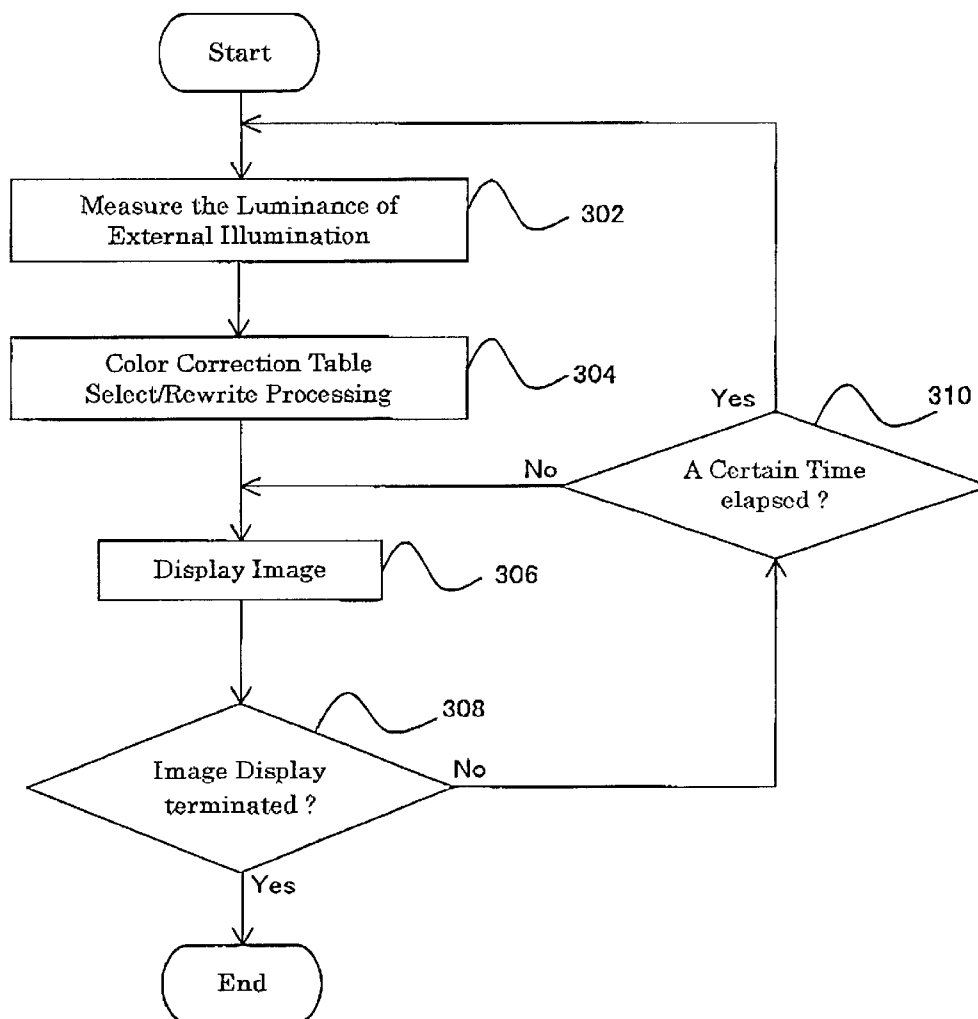 Start
Measure the Luminance of
External Illumination
302
Color Correction Table
Select/Rewrite Processing
304
Yes
310
No
A Certain Time
elapsed ?
Display Image
306
308
Image Display
terminated ?
No
Yes
End